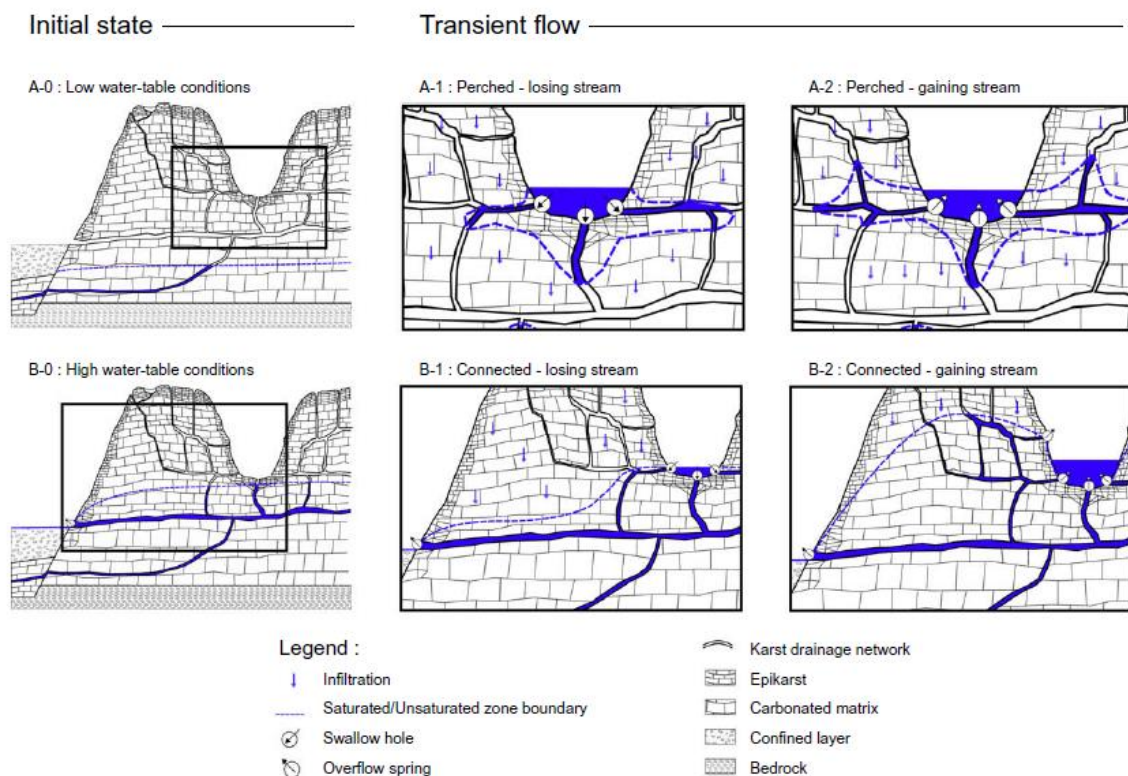 Initial state
Transient flow
A-0 : Low water-table conditions
A-1 : Perched - losing stream
A-2 : Perched - gaining stream
B-0 : High water-table conditions
B-1 : Connected - losing stream
B-2 : Connected - gaining stream
Legend :
Infiltration
Saturated/Unsaturated zone boundary
Swallow hole
Overflow spring
Karst drainage network
Epikarst
Carbonated matrix
Confined layer
Bedrock